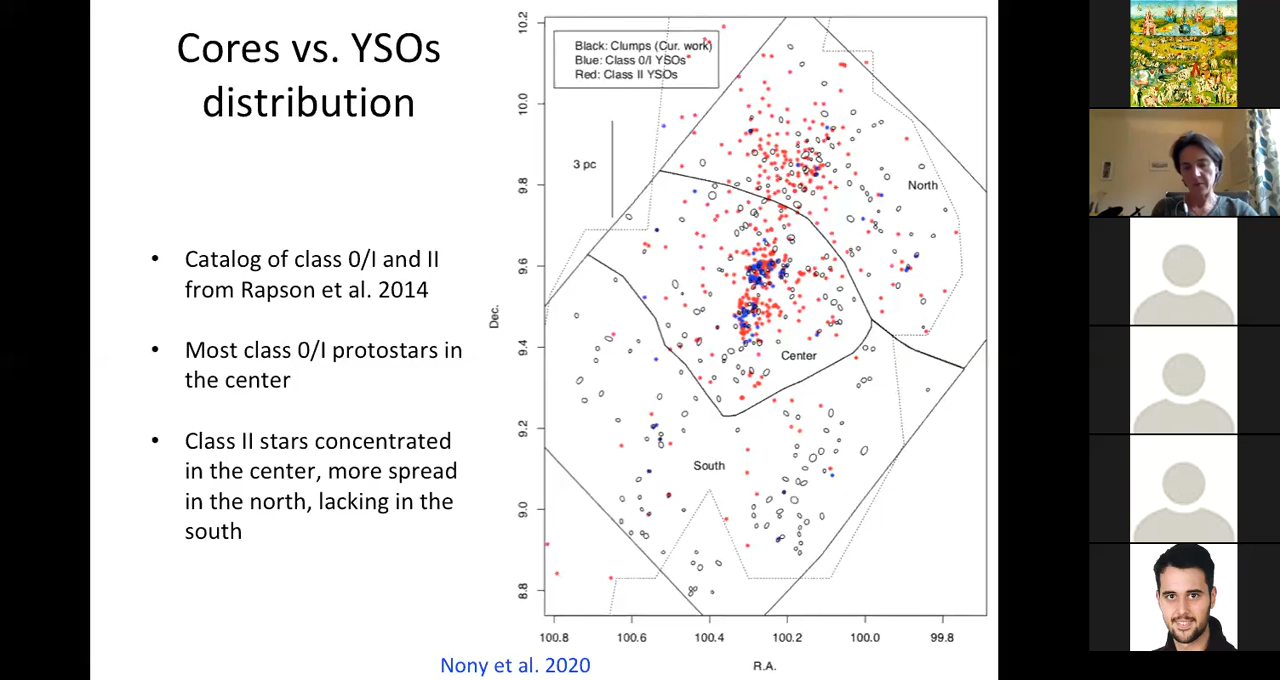 Cores vs. YSOs
distribution
• Catalog of class 0/I and II
from Rapson et al. 2014
• Most class 0/I protostars in
the center
• Class II stars concentrated
in the center, more spread
in the north, lacking in the
south
Black: Clumps (Cur. work)
Blue: Class 0/I YSOs
Red: Class II YSOs
3 pc
North
Center
South
Dec.
10.2
10.0
9.8
9.6
9.4
9.2
9.0
8.8
100.8 100.6 100.4 100.2 100.0 99.8
R.A.
Nony et al. 2020